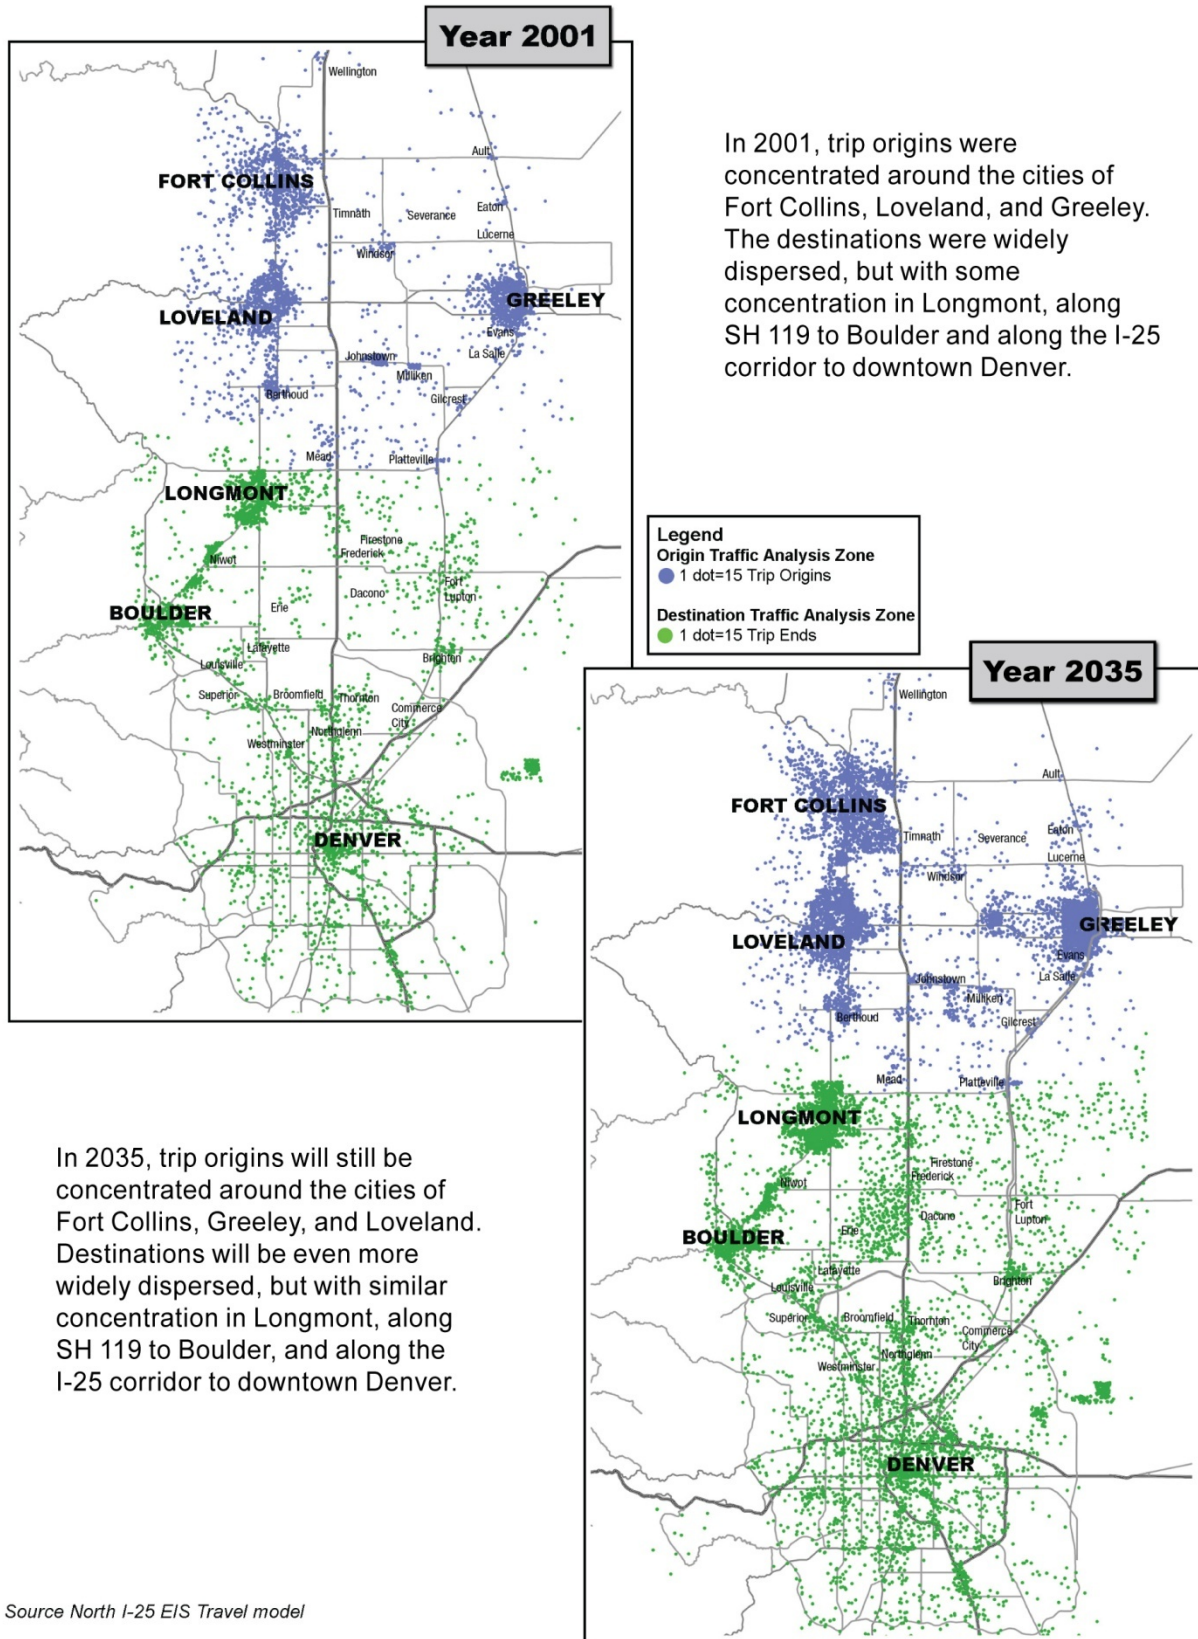 Year 2001
Wellington
Ault
FORT COLLINS
Timnath
Severance
Eaton
Lucerne
Windsor
GREELEY
LOVELAND
Evans
Johnstown
La Salle
Milliken
Berthoud
Gilcrest
Mead
Platteville
LONGMONT
Firestone
Frederick
Niwot
Dacono
Fort
Lupton
Erie
BOULDER
Lafayette
Louisville
Brighton
Superior
Broomfield
Thornton
Commerce
City
Northglenn
Westminster
DENVER
In 2001, trip origins were
concentrated around the cities of
Fort Collins, Loveland, and Greeley.
The destinations were widely
dispersed, but with some
concentration in Longmont, along
SH 119 to Boulder and along the I-25
corridor to downtown Denver.
Legend
Origin Traffic Analysis Zone
1 dot=15 Trip Origins
Destination Traffic Analysis Zone
1 dot=15 Trip Ends
Year 2035
Wellington
Ault
FORT COLLINS
Timnath
Severance
Eaton
Lucerne
Windsor
GREELEY
LOVELAND
Evans
Johnstown
La Salle
Milliken
Berthoud
Gilcrest
Mead
Platteville
LONGMONT
Firestone
Frederick
Niwot
Dacono
Fort
Lupton
Erie
BOULDER
Lafayette
Louisville
Brighton
Superior
Broomfield
Thornton
Commerce
City
Northglenn
Westminster
DENVER
In 2035, trip origins will still be
concentrated around the cities of
Fort Collins, Greeley, and Loveland.
Destinations will be even more
widely dispersed, but with similar
concentration in Longmont, along
SH 119 to Boulder, and along the
I-25 corridor to downtown Denver.
Source North I-25 EIS Travel model